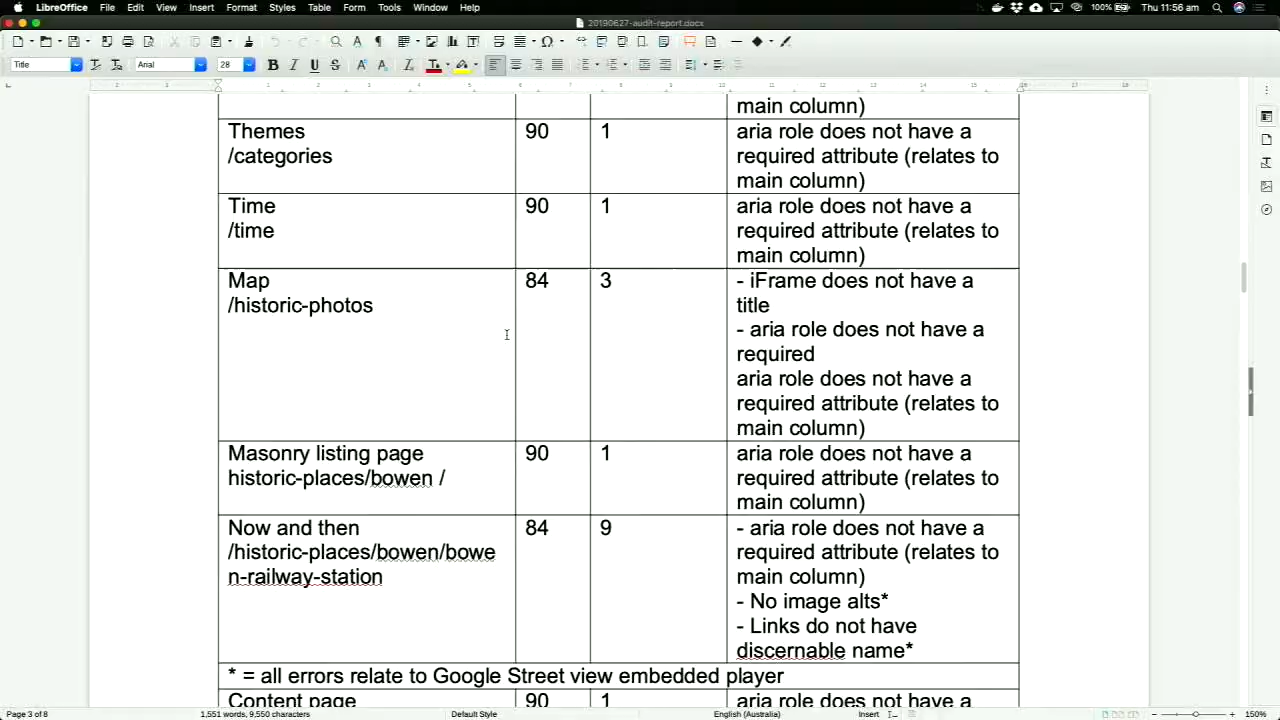 LibreOffice File Edit View Insert Format Styles Table Form Tools Window Help 100% Thu 11:56 am
20190627-audit-report.docx
Title Arial 28
main column)
Themes 90 1 aria role does not have a
/categories required attribute (relates to
main column)
Time 90 1 aria role does not have a
/time required attribute (relates to
main column)
Map 84 3 - iFrame does not have a
/historic-photos title
- aria role does not have a
required
aria role does not have a
required attribute (relates to
main column)
Masonry listing page 90 1 aria role does not have a
historic-places/bowen / required attribute (relates to
main column)
Now and then 84 9 - aria role does not have a
/historic-places/bowen/bowe required attribute (relates to
n-railway-station main column)
- No image alts*
- Links do not have
discernable name*
* = all errors relate to Google Street view embedded player
Content page 90 1 aria role does not have a
Page 3 of 8 1,551 words, 9,550 characters Default Style English (Australia) Insert 150%